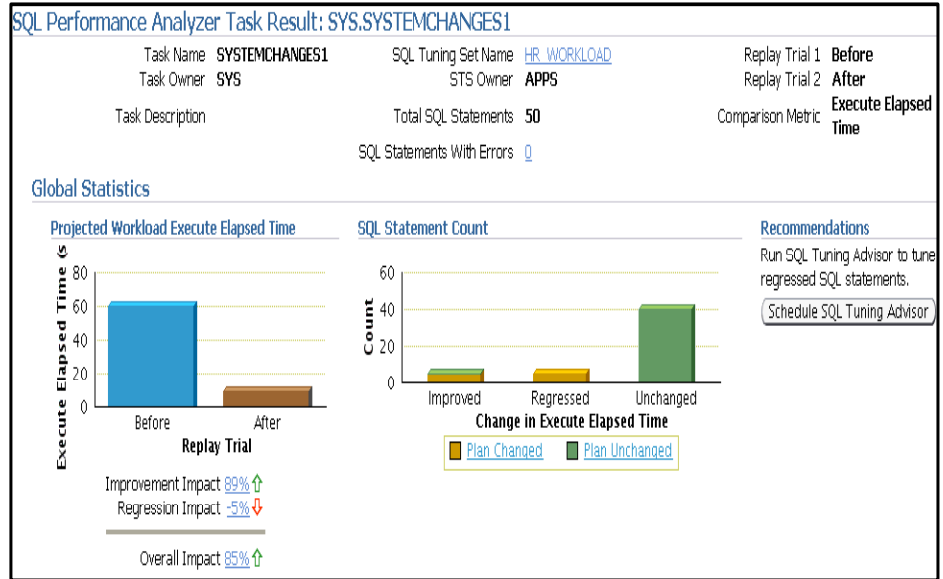 SQL Performance Analyzer Task Result: SYS.SYSTEMCHANGES1
Task Name SYSTEMCHANGES1
Task Owner SYS
Task Description
SQL Tuning Set Name HR_WORKLOAD
STS Owner APPS
Total SQL Statements 50
SQL Statements With Errors 0
Replay Trial 1 Before
Replay Trial 2 After
Comparison Metric Execute Elapsed Time
Global Statistics
Projected Workload Execute Elapsed Time
Execute Elapsed Time (s
80
60
40
20
0
Before After
Replay Trial
Improvement Impact 89%
Regression Impact -5%
Overall Impact 85%
SQL Statement Count
Count
60
40
20
0
Improved Regressed Unchanged
Change in Execute Elapsed Time
Plan Changed Plan Unchanged
Recommendations
Run SQL Tuning Advisor to tune
regressed SQL statements.
Schedule SQL Tuning Advisor